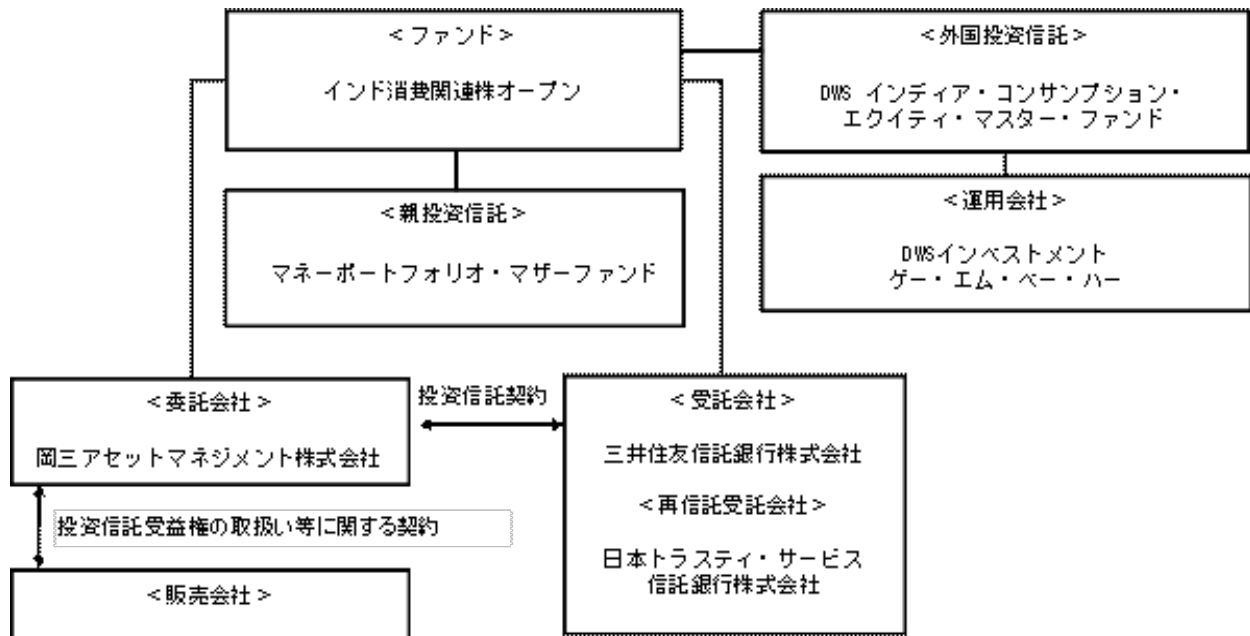 ＜ファンド＞
インド消費関連株オープン
＜外国投資信託＞
DWS インディア・コンサンプション・
エクイティ・マスター・ファンド
＜親投資信託＞
マネーポートフォリオ・マザーファンド
＜運用会社＞
DWSインベストメント
ゲー・エム・ベー・ハー
＜委託会社＞
岡三アセットマネジメント株式会社
投資信託契約
＜受託会社＞
三井住友信託銀行株式会社
＜再信託受託会社＞
日本トラスティ・サービス
信託銀行株式会社
投資信託受益権の取扱い等に関する契約
＜販売会社＞